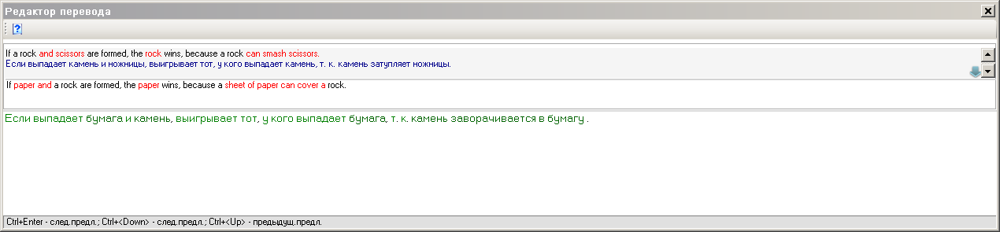 Редактор перевода
If a rock and scissors are formed, the rock wins, because a rock can smash scissors.
Если выпадает камень и ножницы, выигрывает тот, у кого выпадает камень, т. к. камень затупляет ножницы.
If paper and a rock are formed, the paper wins, because a sheet of paper can cover a rock.
Если выпадает бумага и камень, выигрывает тот, у кого выпадает бумага, т. к. камень заворачивается в бумагу .
Ctrl+Enter - след.предл.; Ctrl+<Down> - след.предл.; Ctrl+<Up> - предыдущ.предл.